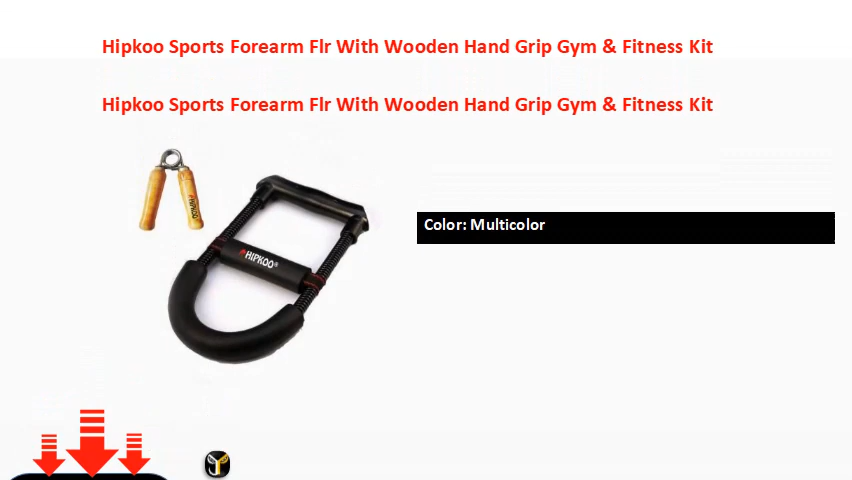 Hipkoo Sports Forearm Flr With Wooden Hand Grip Gym & Fitness Kit
Hipkoo Sports Forearm Flr With Wooden Hand Grip Gym & Fitness Kit
HIPKOO
Color: Multicolor
HIPKOO®